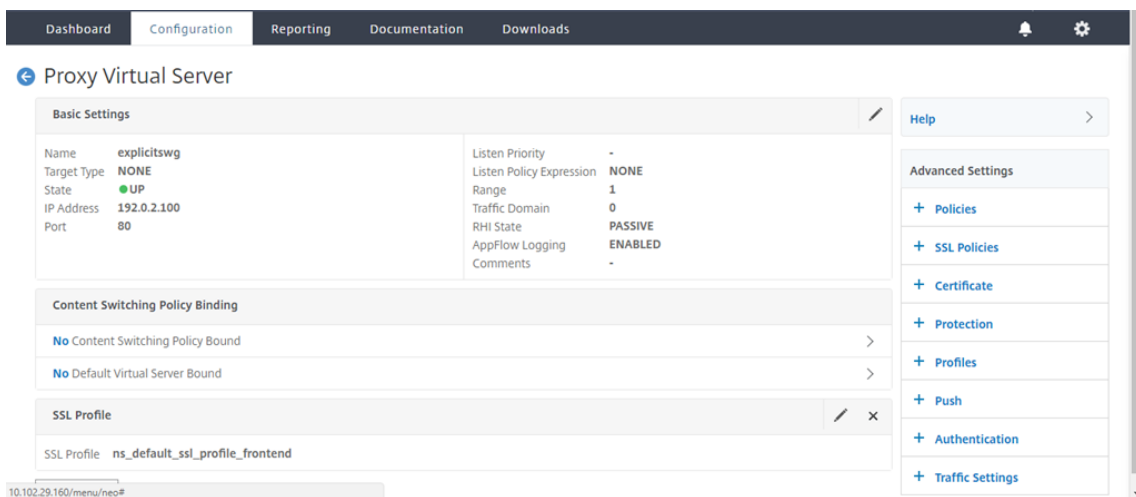 Dashboard Configuration Reporting Documentation Downloads
Proxy Virtual Server
Basic Settings
Name explicitswg
Target Type NONE
State UP
IP Address 192.0.2.100
Port 80
Listen Priority -
Listen Policy Expression NONE
Range 1
Traffic Domain 0
RHI State PASSIVE
AppFlow Logging ENABLED
Comments -
Content Switching Policy Binding
No Content Switching Policy Bound
No Default Virtual Server Bound
SSL Profile
SSL Profile ns_default_ssl_profile_frontend
Help
Advanced Settings
+ Policies
+ SSL Policies
+ Certificate
+ Protection
+ Profiles
+ Push
+ Authentication
+ Traffic Settings
10.102.29.160/menu/neo#